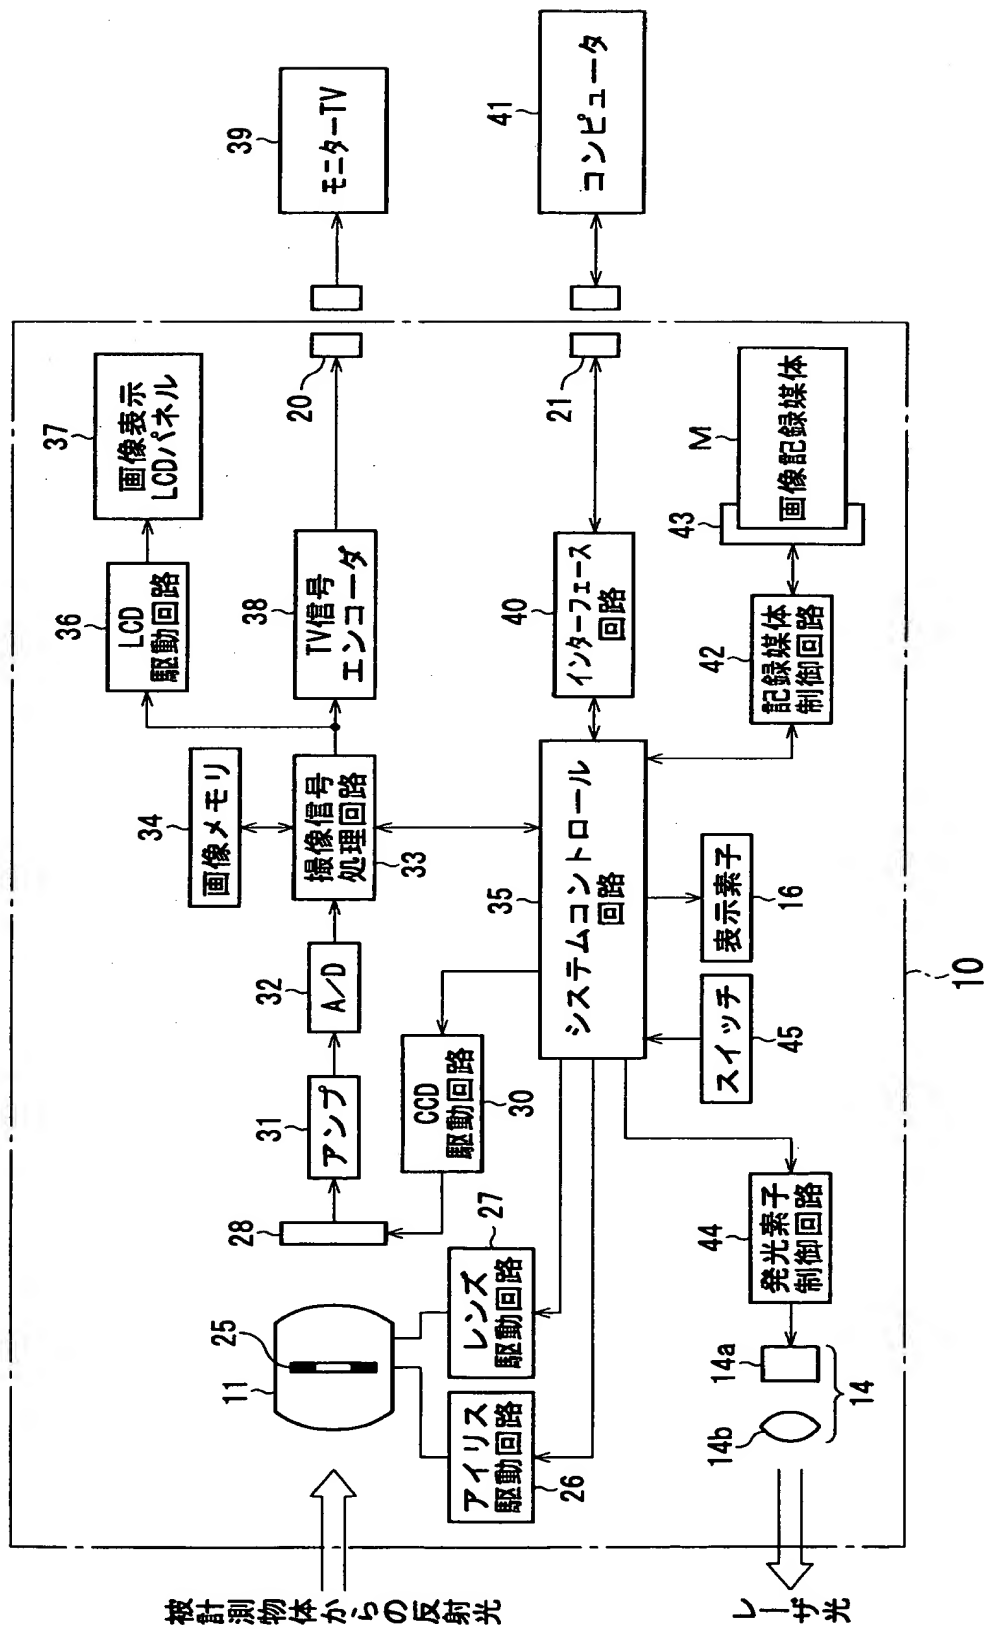 被計測物体からの反射光
11
25
アイリス
駆動回路
26
レンズ
駆動回路
27
28
アンプ
31
A/D
32
CCD
駆動回路
30
画像メモリ
34
撮像信号
処理回路
33
LCD
駆動回路
36
画像表示
LCDパネル
37
TV信号
エンコーダ
38
20
モニターTV
39
システムコントロール
回路
35
インターフェース
回路
40
21
コンピュータ
41
レーザ光
14b
14a
14
発光素子
制御回路
44
スイッチ
45
表示素子
16
記録媒体
制御回路
42
43
画像記録媒体
M
10